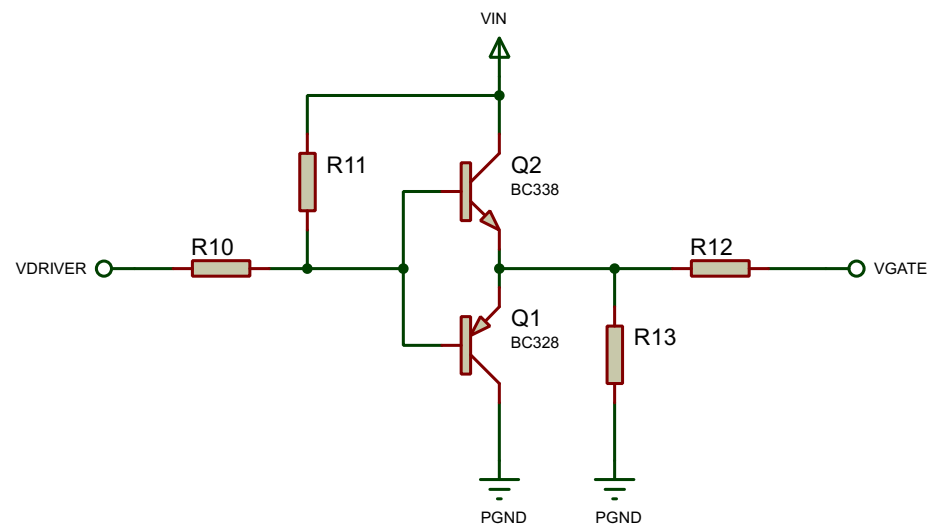 VIN
R11
Q2
BC338
R10
VDRIVER
R12
VGATE
Q1
BC328
R13
PGND
PGND